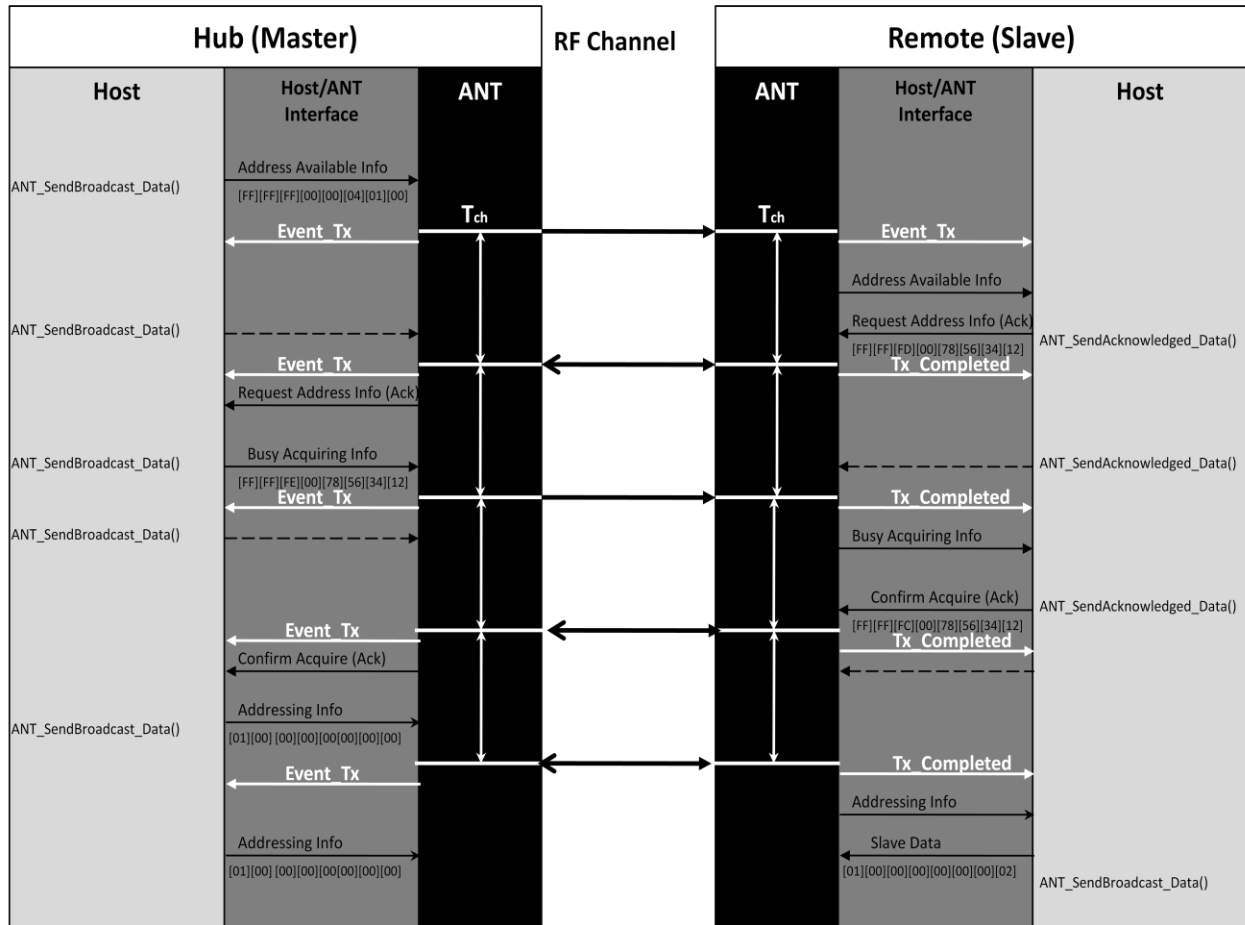 Hub (Master)
RF Channel
Remote (Slave)
Host
Host/ANT
Interface
ANT
ANT
Host/ANT
Interface
Host
Address Available Info
ANT_SendBroadcast_Data()
[FF][FF][FF][00][00][04][01][00]
Tch
Tch
Event_Tx
Event_Tx
Address Available Info
ANT_SendBroadcast_Data()
Request Address Info (Ack)
ANT_SendAcknowledged_Data()
[FF][FF][FD][00][78][56][34][12]
Event_Tx
Tx_Completed
Request Address Info (Ack)
Busy Acquiring Info
ANT_SendBroadcast_Data()
ANT_SendAcknowledged_Data()
[FF][FF][FE][00][78][56][34][12]
Event_Tx
Tx_Completed
ANT_SendBroadcast_Data()
Busy Acquiring Info
Confirm Acquire (Ack)
ANT_SendAcknowledged_Data()
[FF][FF][FC][00][78][56][34][12]
Event_Tx
Tx_Completed
Confirm Acquire (Ack)
Addressing Info
ANT_SendBroadcast_Data()
[01][00] [00][00][00[00][00][00]
Event_Tx
Tx_Completed
Addressing Info
Addressing Info
Slave Data
[01][00] [00][00][00][00][00][00]
[01][00][00][00][00][00][00][02]
ANT_SendBroadcast_Data()